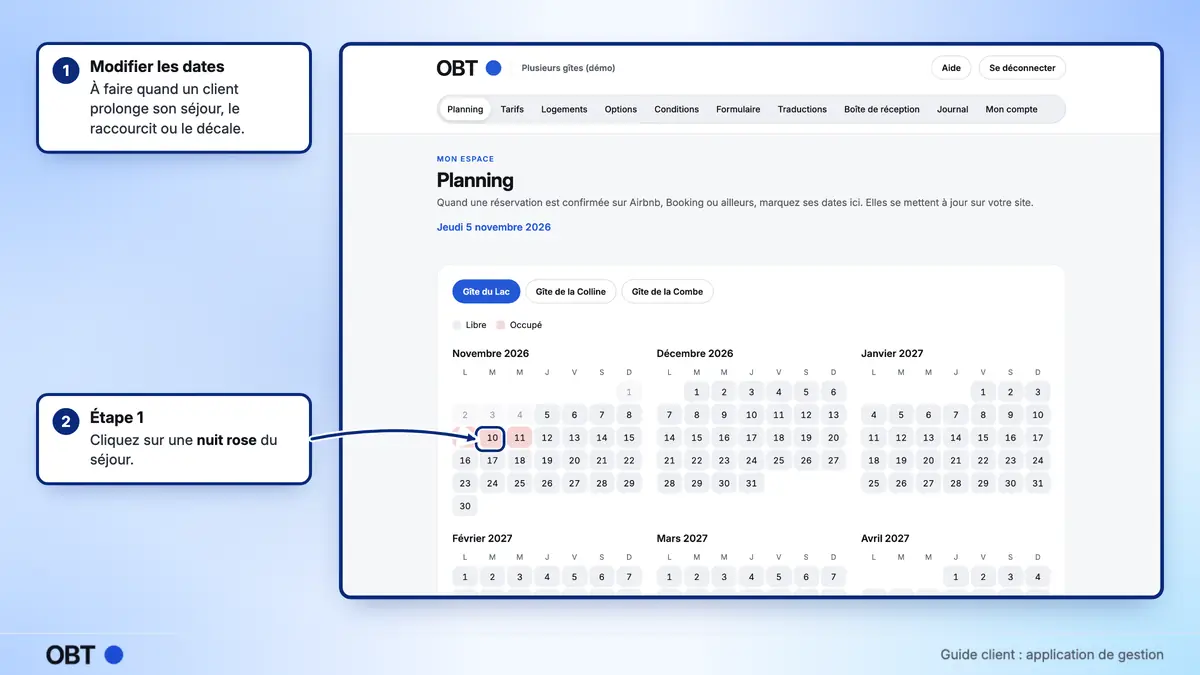 1
Modifier les dates
À faire quand un client
prolonge son séjour, le
raccourcit ou le décale.
2
Étape 1
Cliquez sur une nuit rose du
séjour.
OBT
Plusieurs gîtes (démo)
Aide
Se déconnecter
Planning Tarifs Logements Options Conditions Formulaire Traductions Boîte de réception Journal Mon compte
MON ESPACE
Planning
Quand une réservation est confirmée sur Airbnb, Booking ou ailleurs, marquez ses dates ici. Elles se mettent à jour sur votre site.
Jeudi 5 novembre 2026
Gîte du Lac Gîte de la Colline Gîte de la Combe
Libre Occupé
Novembre 2026
L M M J V S D
1
2 3 4 5 6 7 8
10 11 12 13 14 15
16 17 18 19 20 21 22
23 24 25 26 27 28 29
30
Décembre 2026
L M M J V S D
1 2 3 4 5 6
7 8 9 10 11 12 13
14 15 16 17 18 19 20
21 22 23 24 25 26 27
28 29 30 31
Janvier 2027
L M M J V S D
1 2 3
4 5 6 7 8 9 10
11 12 13 14 15 16 17
18 19 20 21 22 23 24
25 26 27 28 29 30 31
Février 2027
L M M J V S D
1 2 3 4 5 6 7
Mars 2027
L M M J V S D
1 2 3 4 5 6 7
Avril 2027
L M M J V S D
1 2 3 4
OBT
Guide client : application de gestion